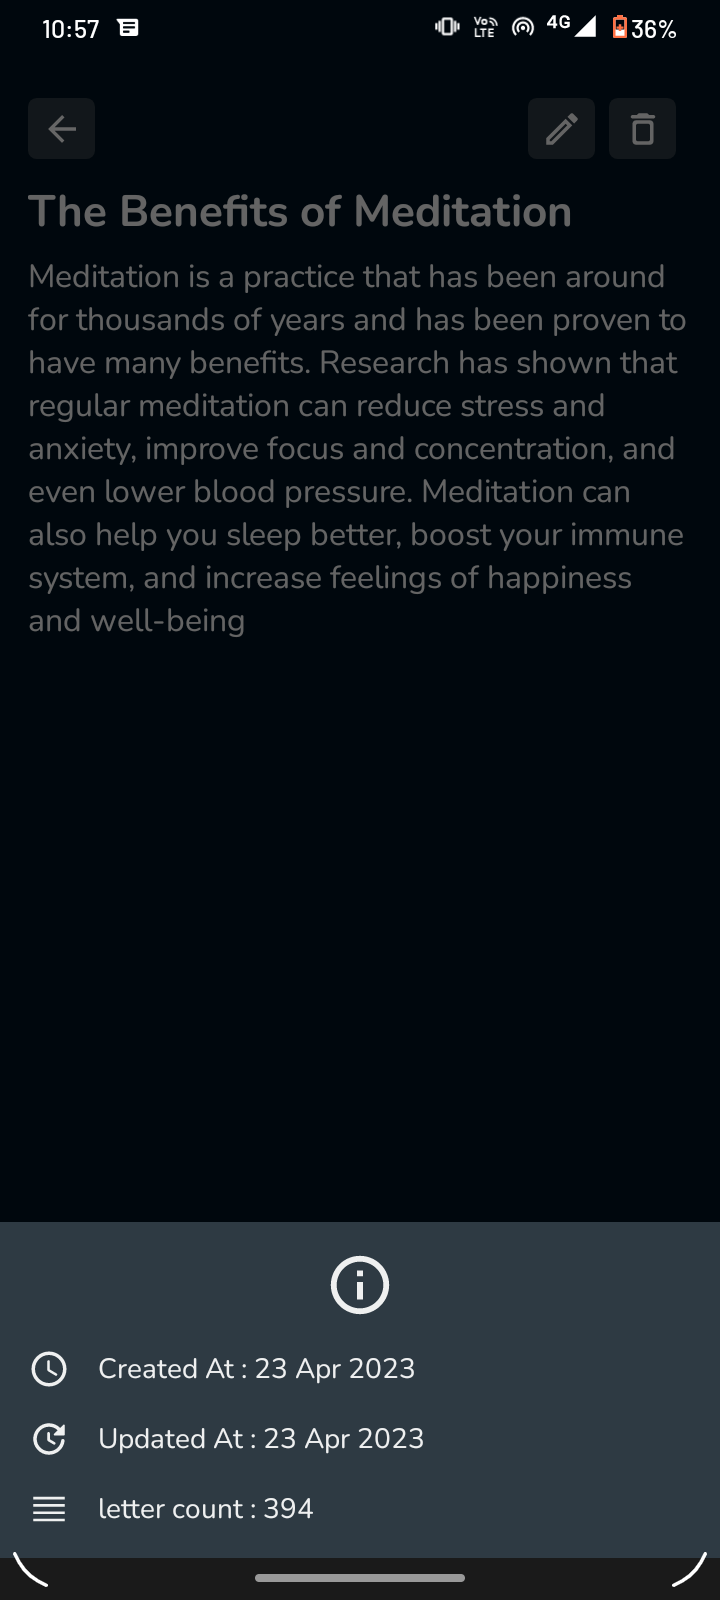 10:57
Vo LTE
4G
36%
The Benefits of Meditation
Meditation is a practice that has been around
for thousands of years and has been proven to
have many benefits. Research has shown that
regular meditation can reduce stress and
anxiety, improve focus and concentration, and
even lower blood pressure. Meditation can
also help you sleep better, boost your immune
system, and increase feelings of happiness
and well-being
Created At : 23 Apr 2023
Updated At : 23 Apr 2023
letter count : 394